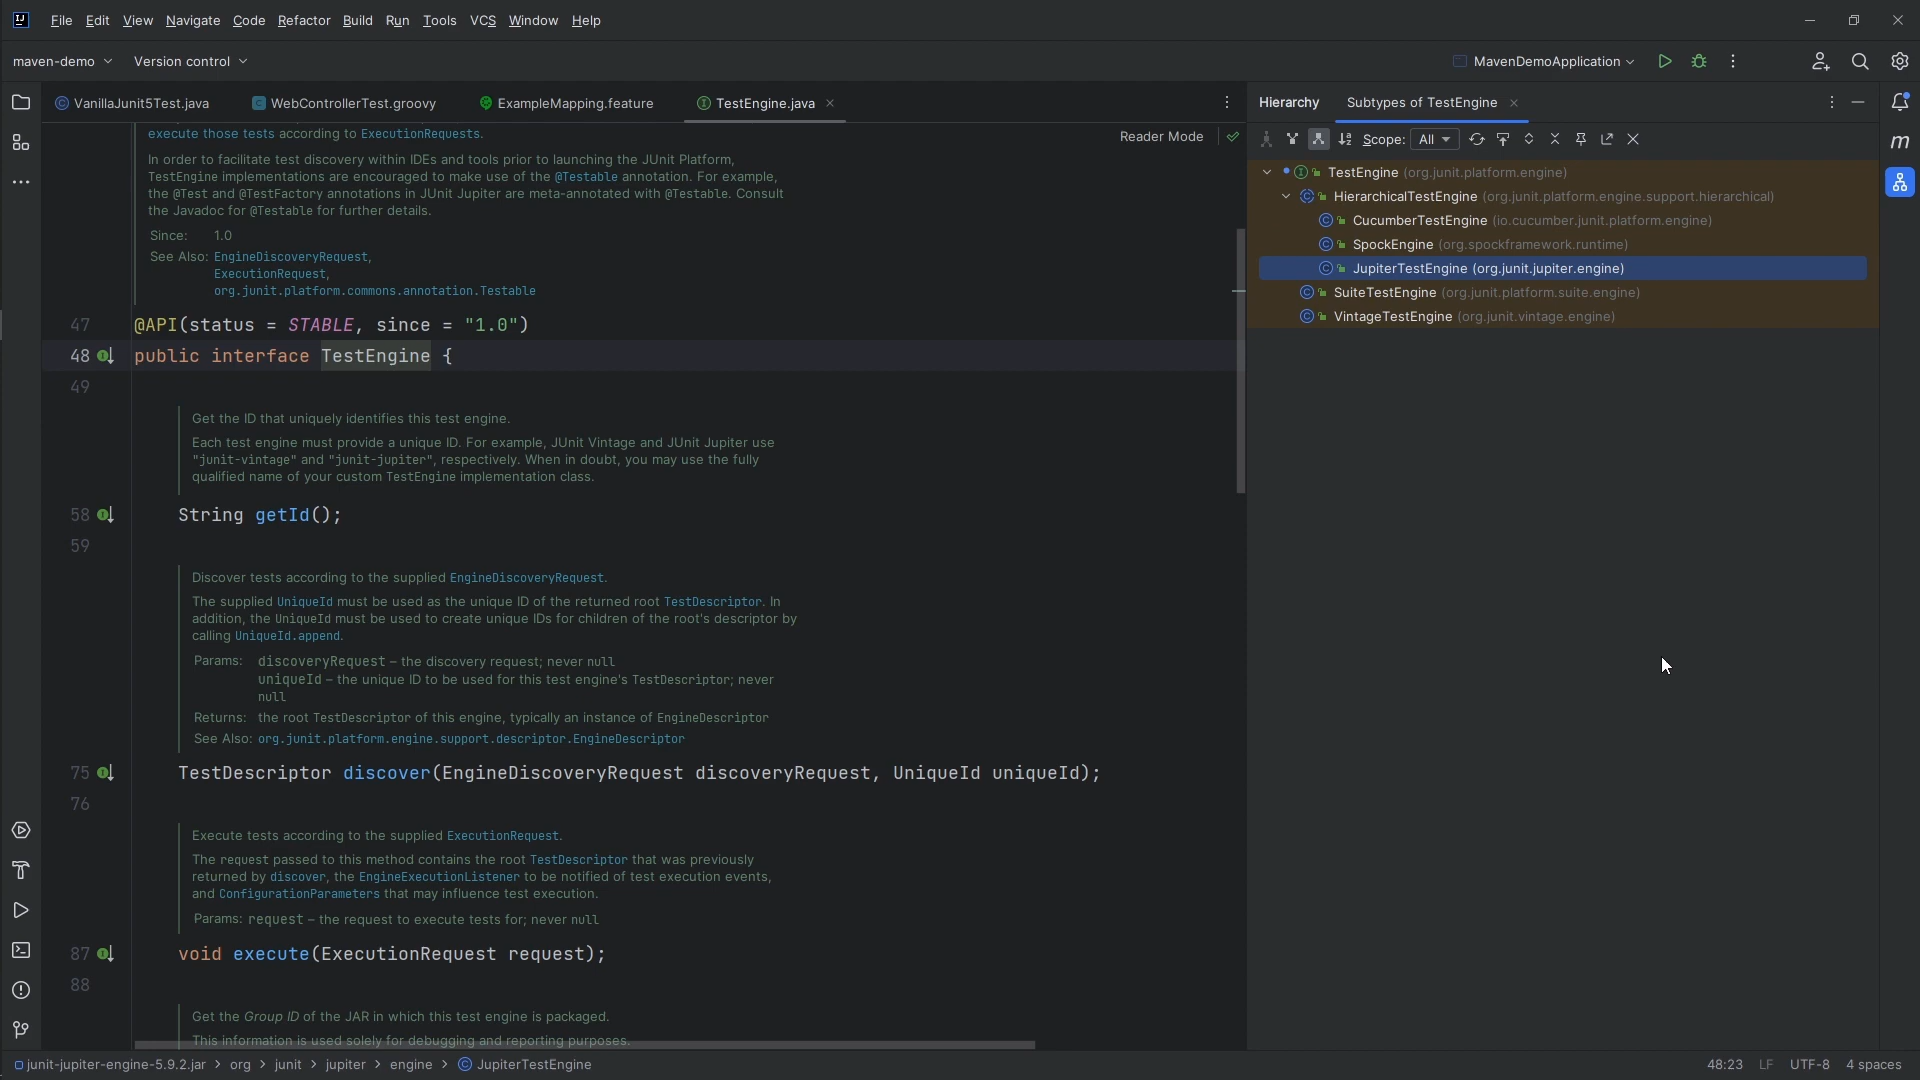 File Edit View Navigate Code Refactor Build Run Tools VCS Window Help
maven-demo Version control MavenDemoApplication
VanillaJunit5Test.java WebControllerTest.groovy ExampleMapping.feature TestEngine.java
execute those tests according to ExecutionRequests.
Reader Mode
In order to facilitate test discovery within IDEs and tools prior to launching the JUnit Platform,
TestEngine implementations are encouraged to make use of the @Testable annotation. For example,
the @Test and @TestFactory annotations in JUnit Jupiter are meta-annotated with @Testable. Consult
the Javadoc for @Testable for further details.
Since: 1.0
See Also: EngineDiscoveryRequest,
ExecutionRequest,
org.junit.platform.commons.annotation.Testable
47 @API(status = STABLE, since = "1.0")
48 public interface TestEngine {
49
Get the ID that uniquely identifies this test engine.
Each test engine must provide a unique ID. For example, JUnit Vintage and JUnit Jupiter use
"junit-vintage" and "junit-jupiter", respectively. When in doubt, you may use the fully
qualified name of your custom TestEngine implementation class.
58 String getId();
59
Discover tests according to the supplied EngineDiscoveryRequest.
The supplied UniqueId must be used as the unique ID of the returned root TestDescriptor. In
addition, the UniqueId must be used to create unique IDs for children of the root's descriptor by
calling UniqueId.append.
Params: discoveryRequest – the discovery request; never null
uniqueId – the unique ID to be used for this test engine's TestDescriptor; never
null
Returns: the root TestDescriptor of this engine, typically an instance of EngineDescriptor
See Also: org.junit.platform.engine.support.descriptor.EngineDescriptor
75 TestDescriptor discover(EngineDiscoveryRequest discoveryRequest, UniqueId uniqueId);
76
Execute tests according to the supplied ExecutionRequest.
The request passed to this method contains the root TestDescriptor that was previously
returned by discover, the EngineExecutionListener to be notified of test execution events,
and ConfigurationParameters that may influence test execution.
Params: request – the request to execute tests for; never null
87 void execute(ExecutionRequest request);
88
Get the Group ID of the JAR in which this test engine is packaged.
This information is used solely for debugging and reporting purposes.
Hierarchy Subtypes of TestEngine
Scope: All
TestEngine (org.junit.platform.engine)
HierarchicalTestEngine (org.junit.platform.engine.support.hierarchical)
CucumberTestEngine (io.cucumber.junit.platform.engine)
SpockEngine (org.spockframework.runtime)
JupiterTestEngine (org.junit.jupiter.engine)
SuiteTestEngine (org.junit.platform.suite.engine)
VintageTestEngine (org.junit.vintage.engine)
m
junit-jupiter-engine-5.9.2.jar > org > junit > jupiter > engine > JupiterTestEngine
48:23 LF UTF-8 4 spaces